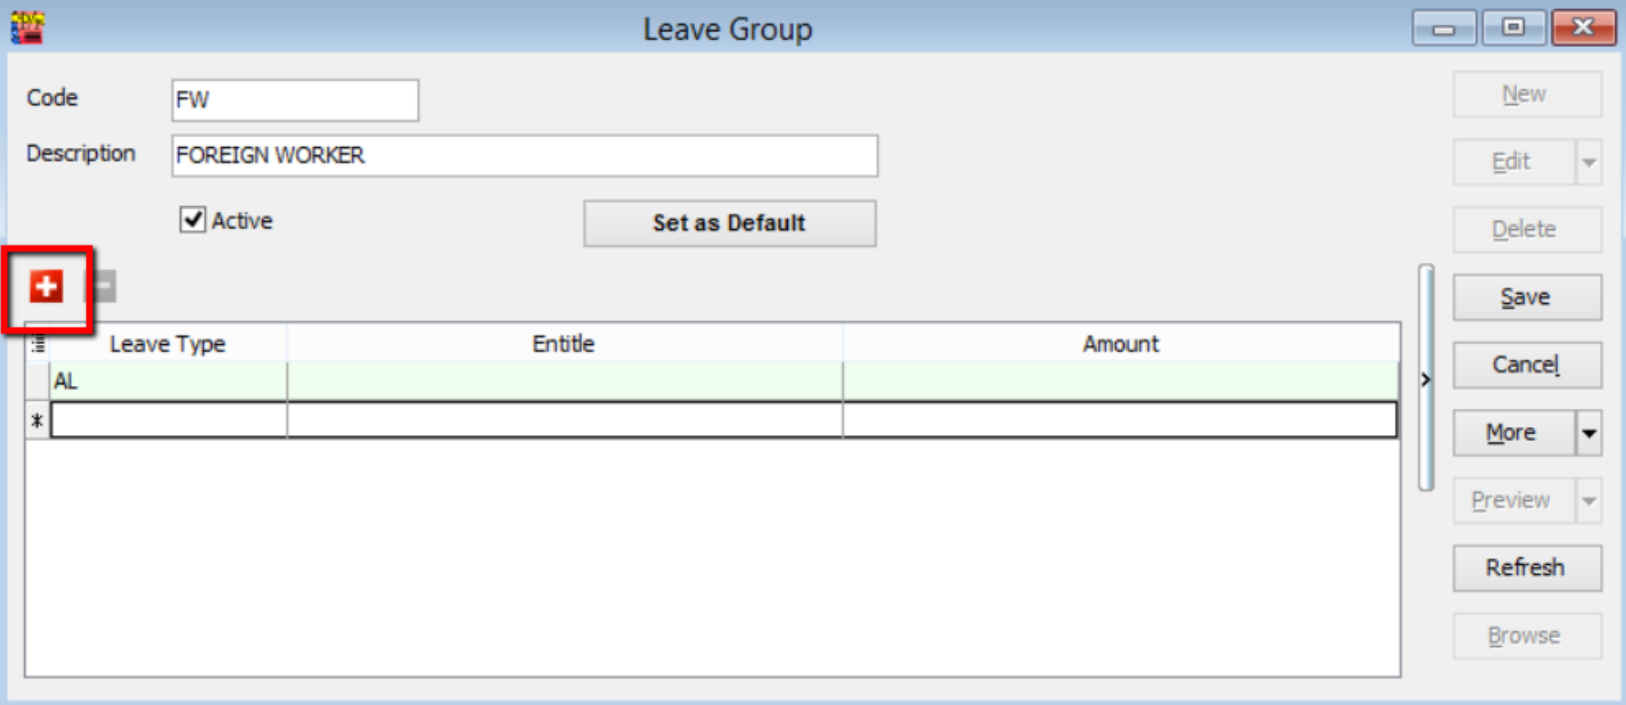 Leave Group
Code
FW
New
Description
FOREIGN WORKER
Edit
Active
Set as Default
Delete
Save
Leave Type
Entitle
Amount
Cancel
AL
*
More
Preview
Refresh
Browse